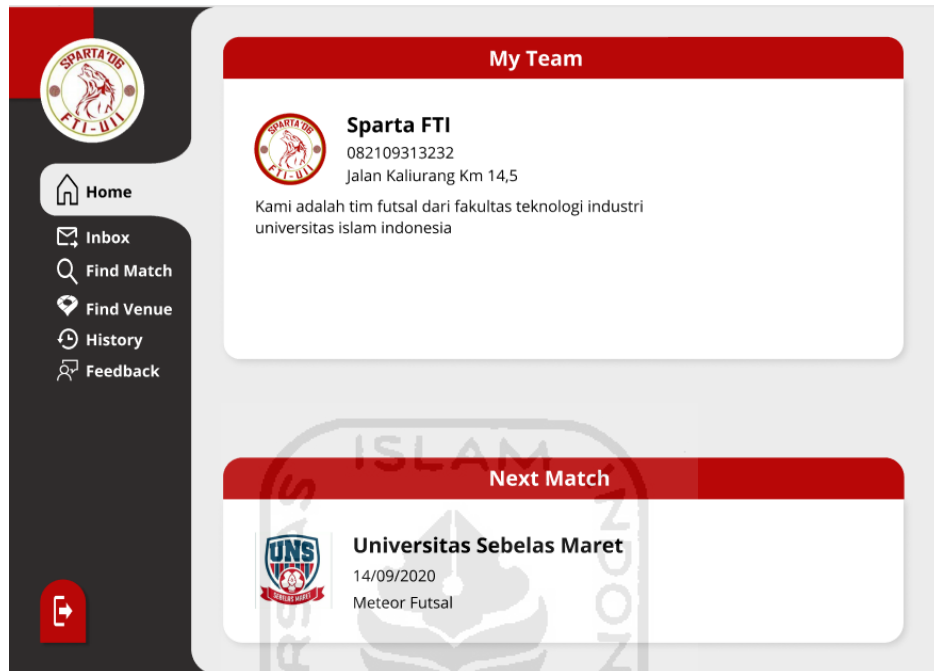 SPARTA'06
FTI-UII
Home
Inbox
Find Match
Find Venue
History
Feedback
My Team
SPARTA'06
FTI-UII
Sparta FTI
082109313232
Jalan Kaliurang Km 14,5
Kami adalah tim futsal dari fakultas teknologi industri
universitas islam indonesia
ISLAM
Next Match
UNS
SEBELAS MARET
Universitas Sebelas Maret
14/09/2020
Meteor Futsal